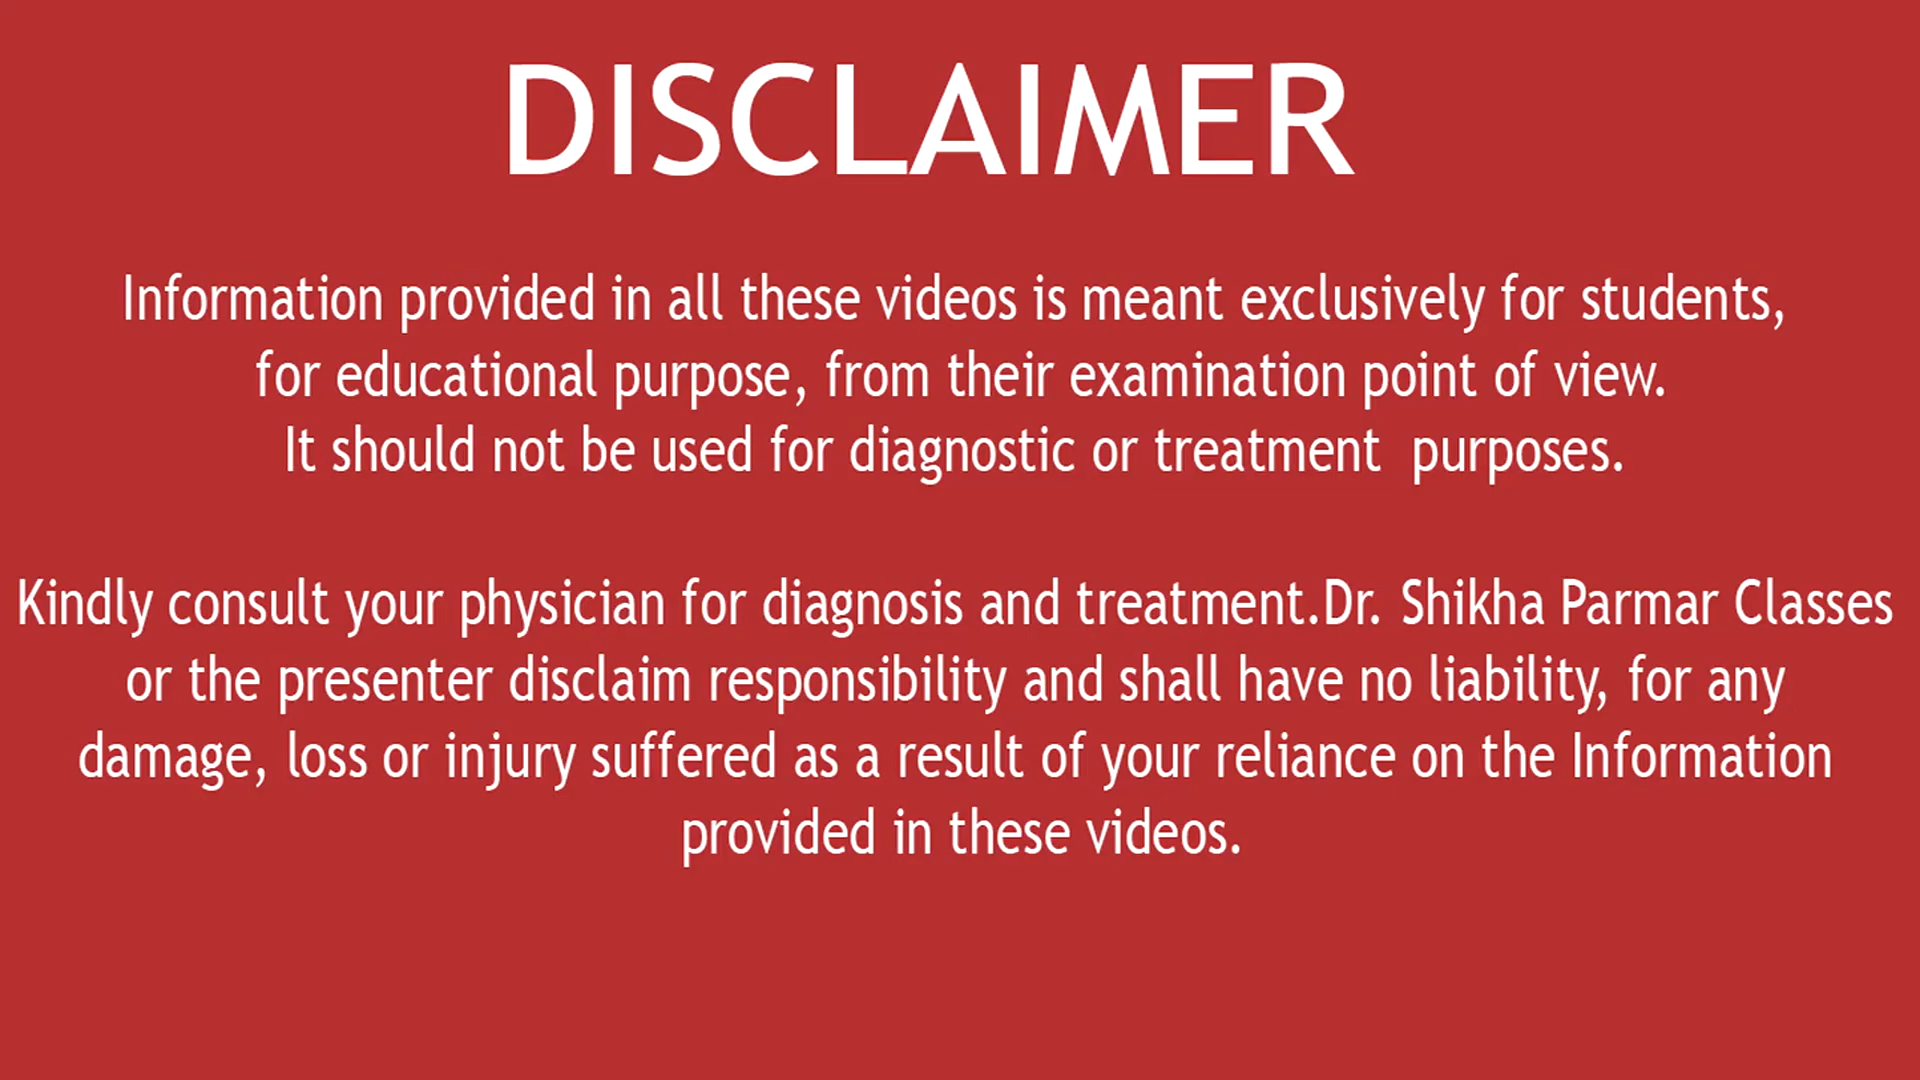 DISCLAIMER
Information provided in all these videos is meant exclusively for students,
for educational purpose, from their examination point of view.
It should not be used for diagnostic or treatment  purposes.
Kindly consult your physician for diagnosis and treatment.Dr. Shikha Parmar Classes
or the presenter disclaim responsibility and shall have no liability, for any
damage, loss or injury suffered as a result of your reliance on the Information
provided in these videos.